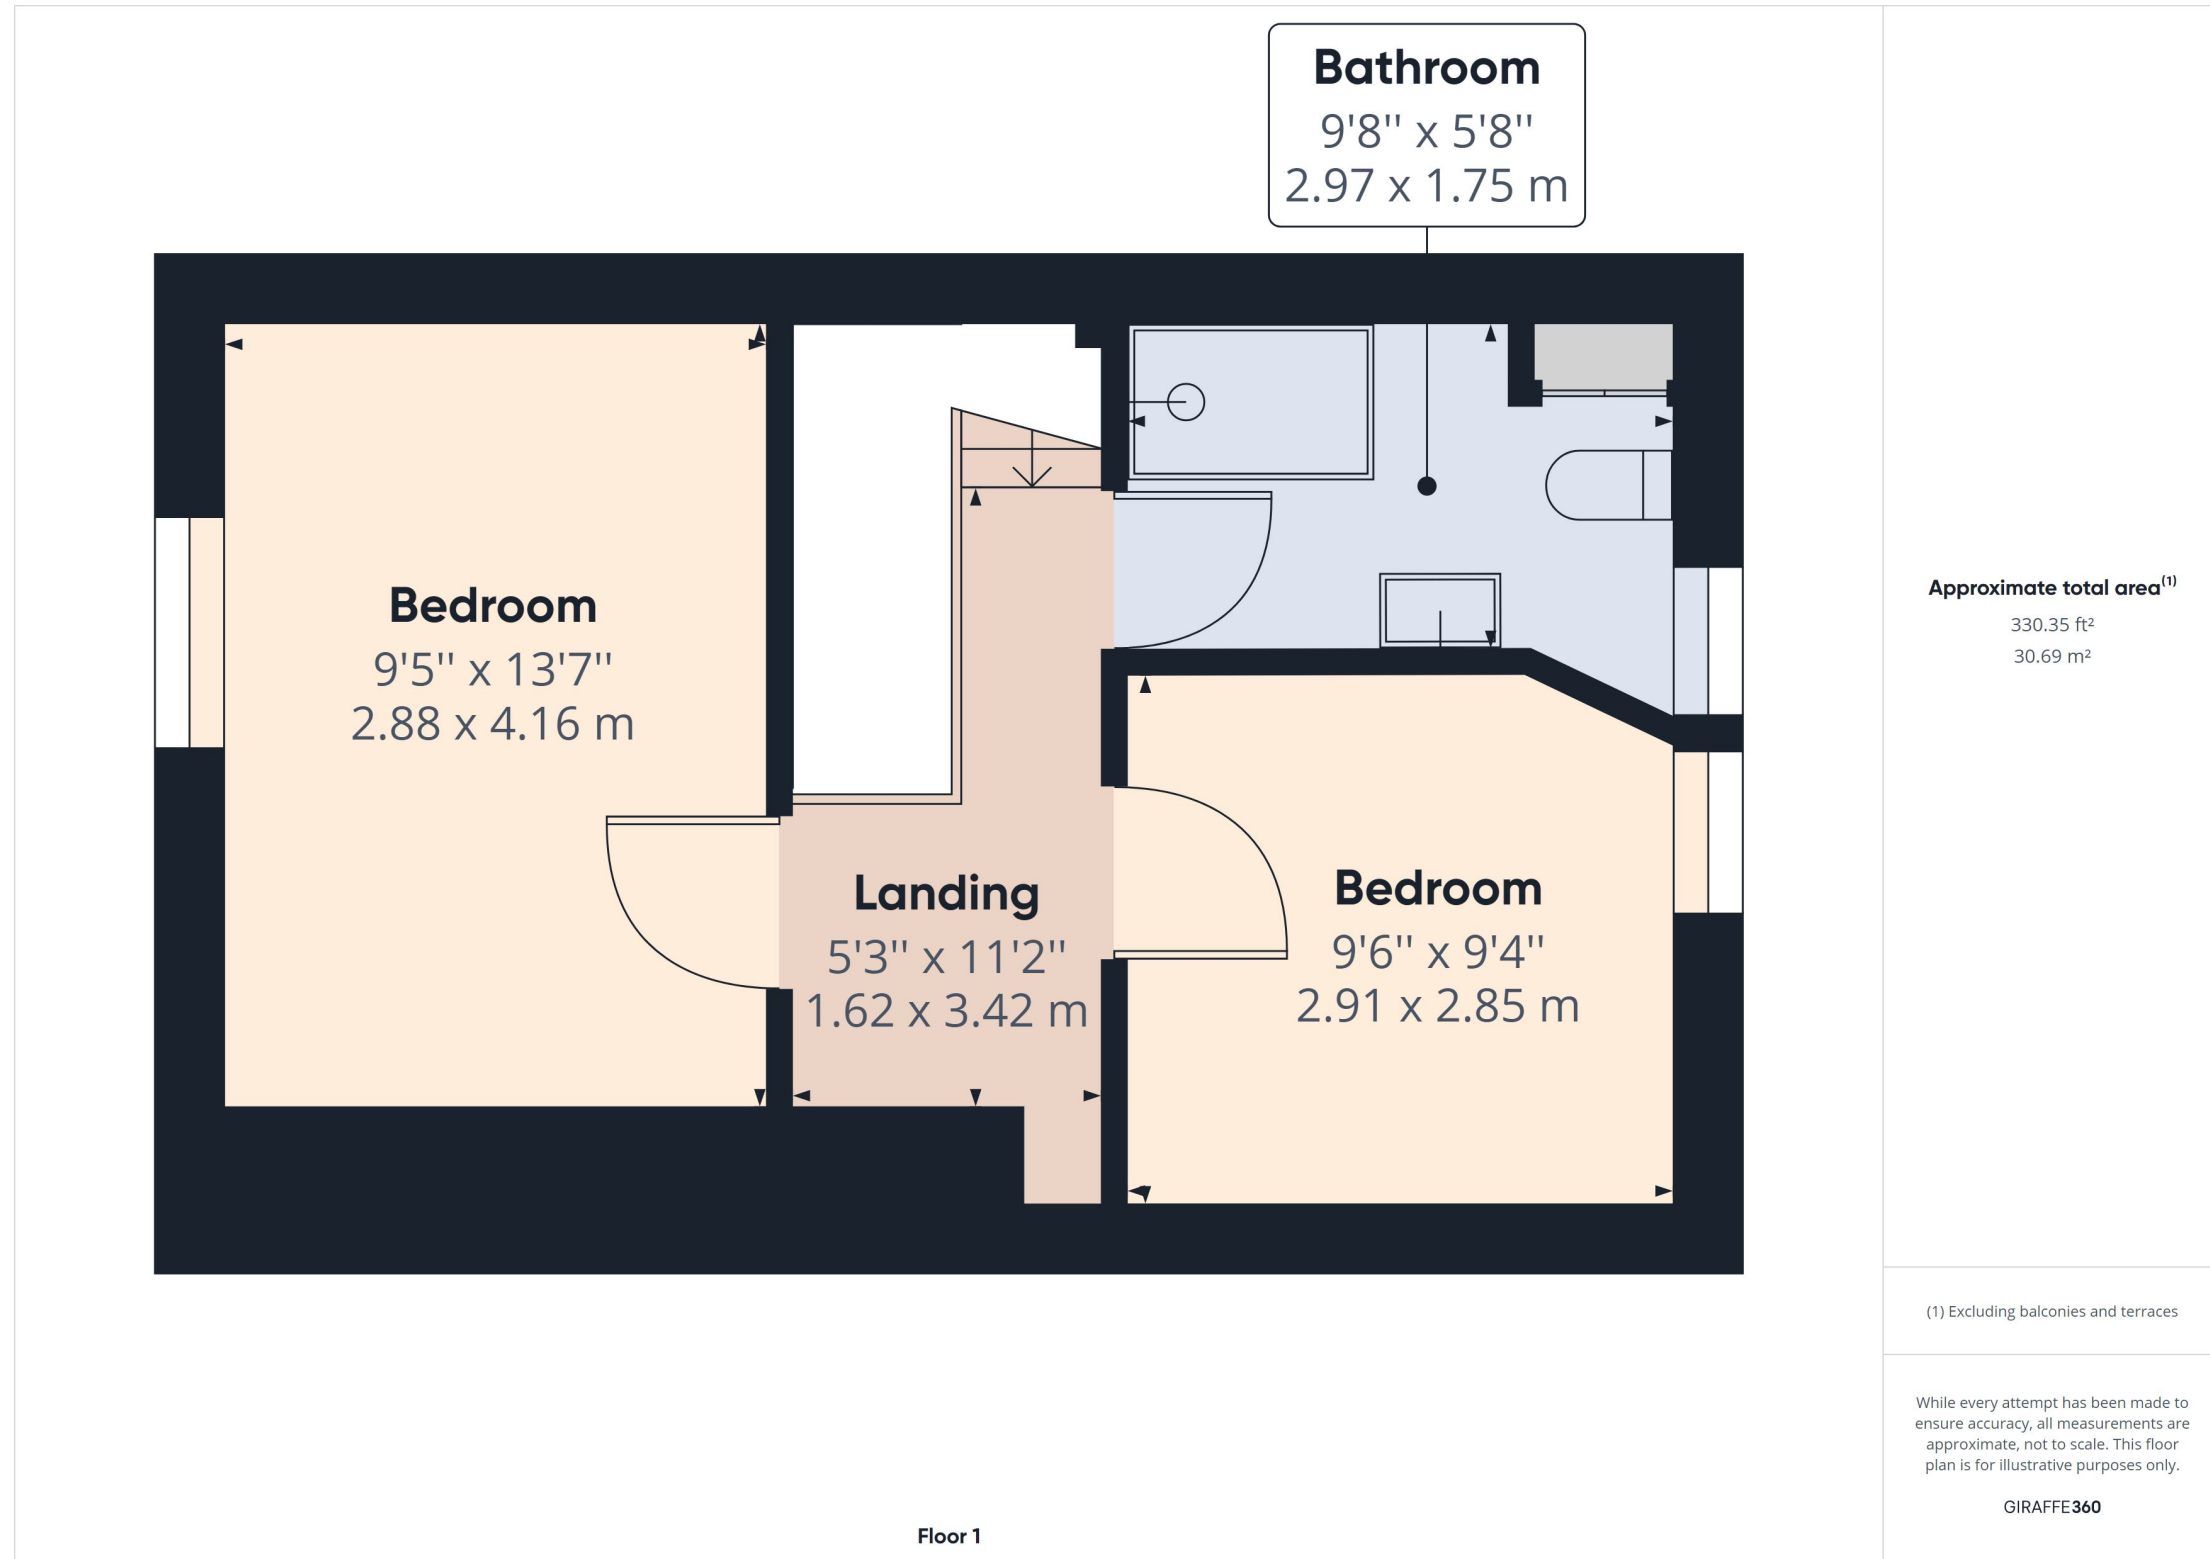 Bathroom
9'8'' x 5'8''
2.97 x 1.75 m
Bedroom
9'5'' x 13'7''
2.88 x 4.16 m
Landing
5'3'' x 11'2''
1.62 x 3.42 m
Bedroom
9'6'' x 9'4''
2.91 x 2.85 m
Floor 1
Approximate total area⁽¹⁾
330.35 ft²
30.69 m²
(1) Excluding balconies and terraces
While every attempt has been made to
ensure accuracy, all measurements are
approximate, not to scale. This floor
plan is for illustrative purposes only.
GIRAFFE360